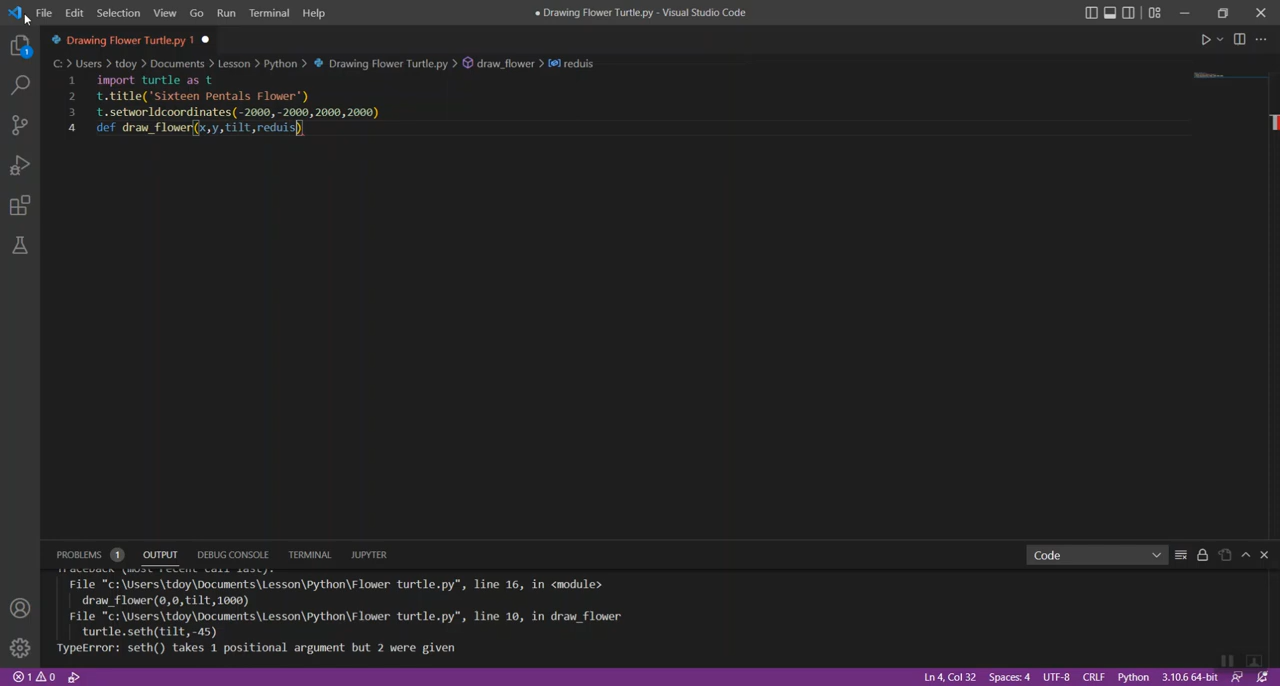 File Edit Selection View Go Run Terminal Help
● Drawing Flower Turtle.py - Visual Studio Code
1
Drawing Flower Turtle.py 1 ●
C: > Users > tdoy > Documents > Lesson > Python > Drawing Flower Turtle.py > draw_flower > reduis
1 import turtle as t
2 t.title('Sixteen Pentals Flower')
3 t.setworldcoordinates(-2000,-2000,2000,2000)
4 def draw_flower(x,y,tilt,reduis)
PROBLEMS 1 OUTPUT DEBUG CONSOLE TERMINAL JUPYTER
Code
Traceback (most recent call last):
File "c:\Users\tdoy\Documents\Lesson\Python\Flower turtle.py", line 16, in <module>
draw_flower(0,0,tilt,1000)
File "c:\Users\tdoy\Documents\Lesson\Python\Flower turtle.py", line 10, in draw_flower
turtle.seth(tilt,-45)
TypeError: seth() takes 1 positional argument but 2 were given
1 0
Ln 4, Col 32 Spaces: 4 UTF-8 CRLF Python 3.10.6 64-bit